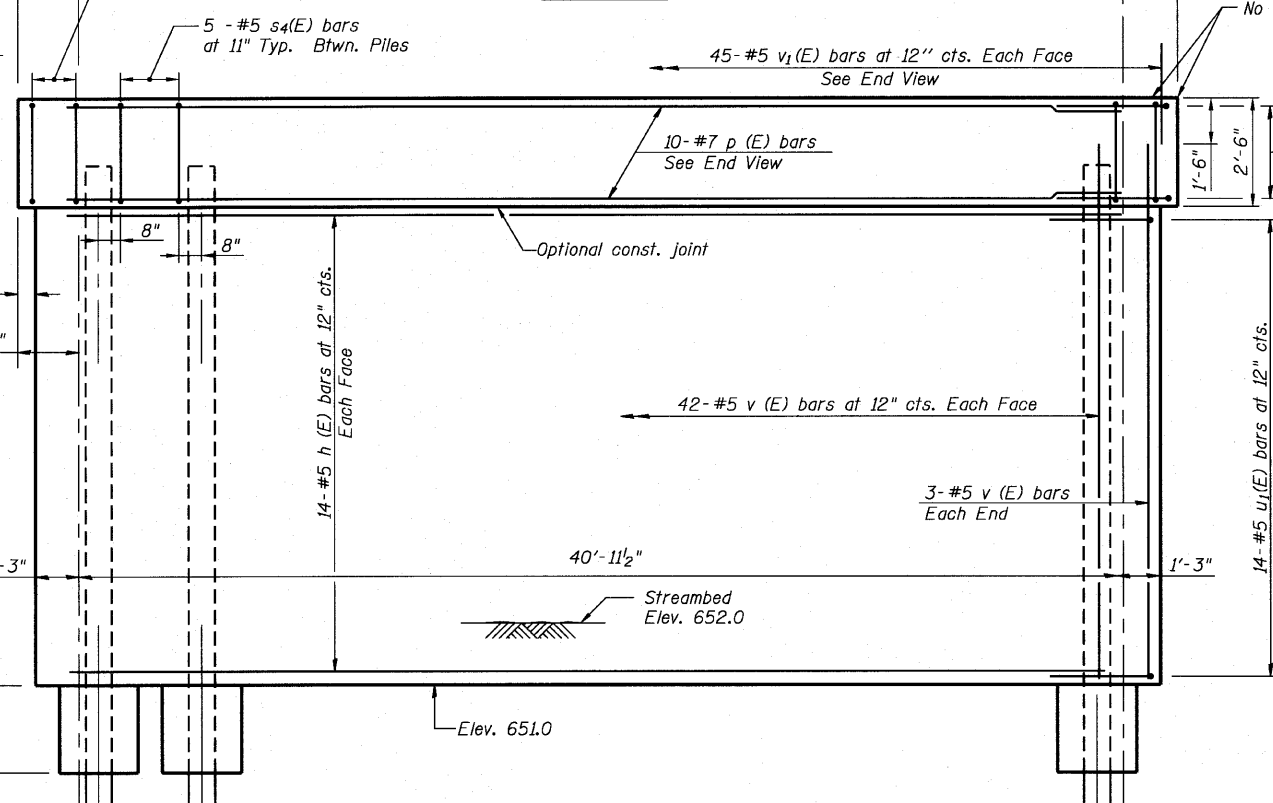 No
5 - #5 s4(E) bars
at 11" Typ. Btwn. Piles
45- #5 v1(E) bars at 12" cts. Each Face
See End View
10- #7 p (E) bars
See End View
1'-6"
2'-6"
8"
8"
Optional const. joint
14- #5 h (E) bars at 12" cts.
Each Face
42- #5 v (E) bars at 12" cts. Each Face
14- #5 u1(E) bars at 12" cts.
3- #5 v (E) bars
Each End
-3"
40'-11½"
1'-3"
Streambed
Elev. 652.0
Elev. 651.0